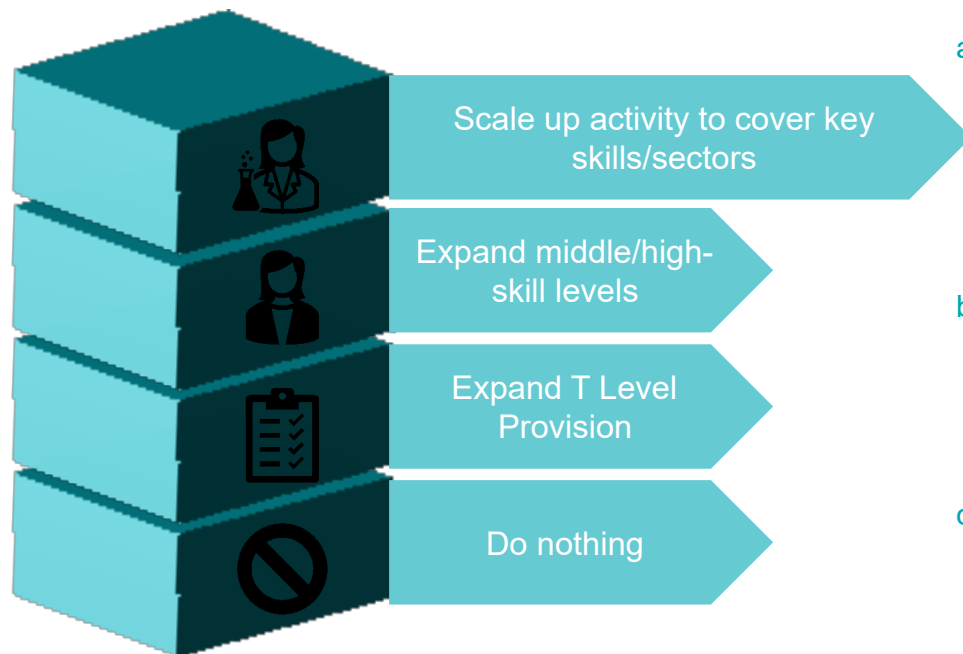 a
Scale up activity to cover key
skills/sectors
Expand middle/high-
skill levels
b
Expand T Level
Provision
Do nothing